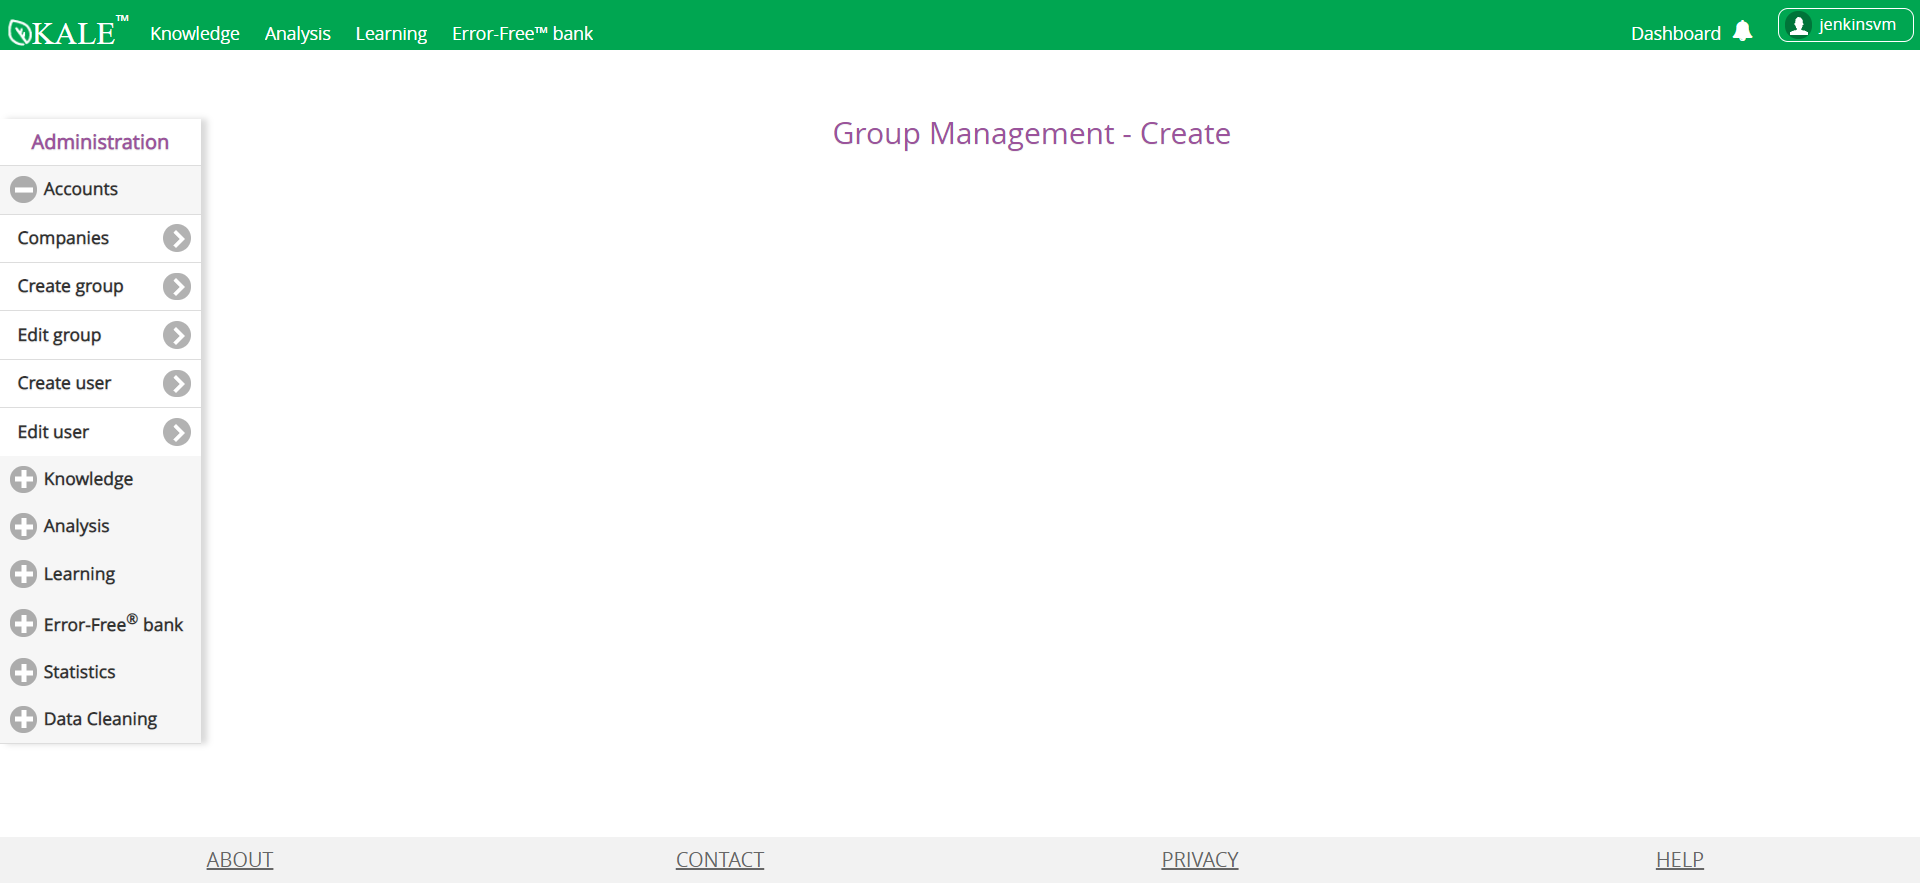 KALE™ Knowledge Analysis Learning Error-Free™ bank Dashboard jenkinsvm
Group Management - Create
Administration
Accounts
Companies
Create group
Edit group
Create user
Edit user
Knowledge
Analysis
Learning
Error-Free® bank
Statistics
Data Cleaning
ABOUT CONTACT PRIVACY HELP